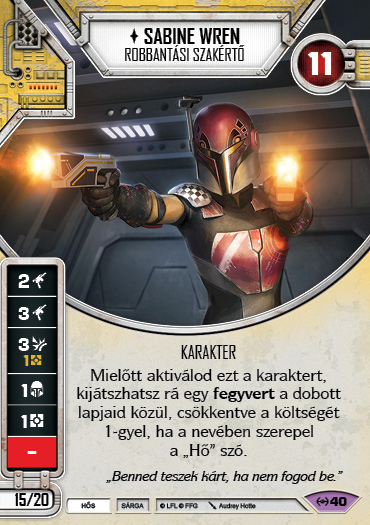 SABINE WREN
ROBBANTÁSI SZAKÉRTŐ
11
2
3
3
1
1
1
–
15/20
KARAKTER
Mielőtt aktiválod ezt a karaktert,
kijátszhatsz rá egy fegyvert a dobott
lapjaid közül, csökkentve a költségét
1-gyel, ha a nevében szerepel
a „Hő” szó.
„Benned teszek kárt, ha nem fogod be.”
HŐS
SÁRGA
© LFL © FFG
Audrey Hotte
40